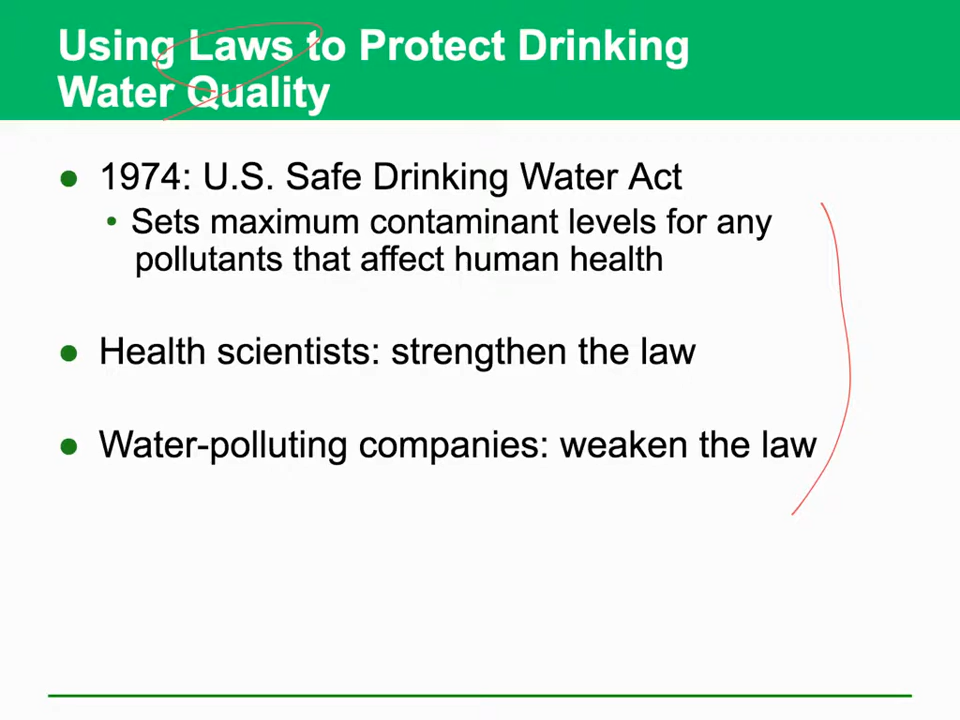 Using Laws to Protect Drinking
Water Quality
● 1974: U.S. Safe Drinking Water Act
• Sets maximum contaminant levels for any
pollutants that affect human health
● Health scientists: strengthen the law
● Water-polluting companies: weaken the law